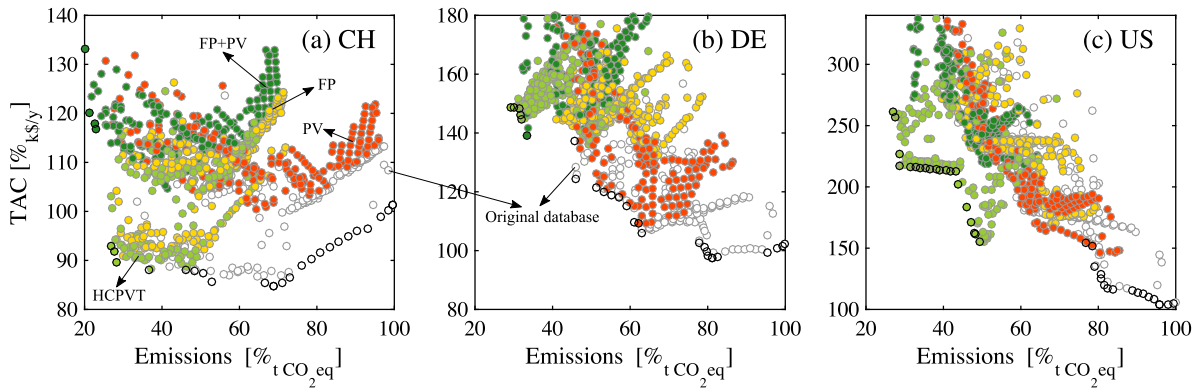 140
130
120
110
100
90
80
TAC [%k$/y]
(a) CH
FP+PV
FP
PV
HCPVT
Original database
20 40 60 80 100
Emissions [% t CO2eq]
180
160
140
120
100
80
(b) DE
20 40 60 80 100
Emissions [% t CO2eq]
300
250
200
150
100
(c) US
20 40 60 80 100
Emissions [% t CO2eq]